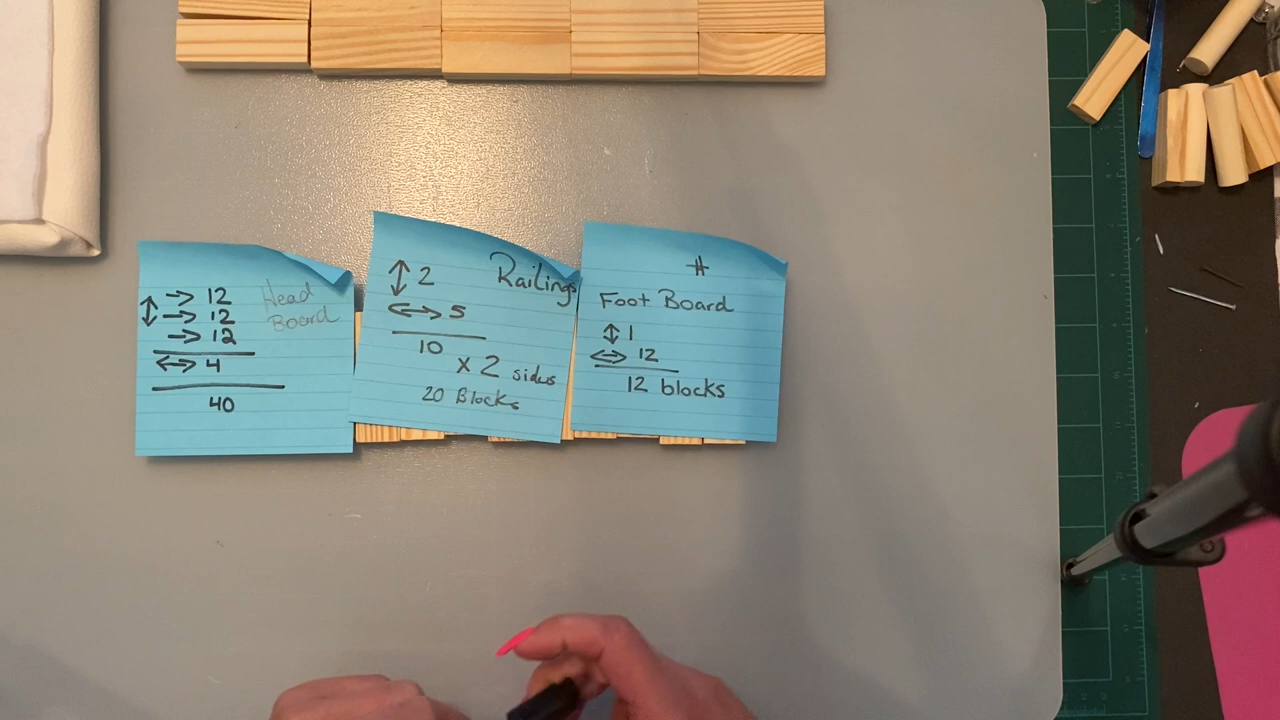 Head
Board
↕ → 12
→ 12
→ 12
↔ 4
40
Railings
↕ 2
↔ 5
10
x 2 sides
20 Blocks
#
Foot Board
↕ 1
↔ 12
12 blocks